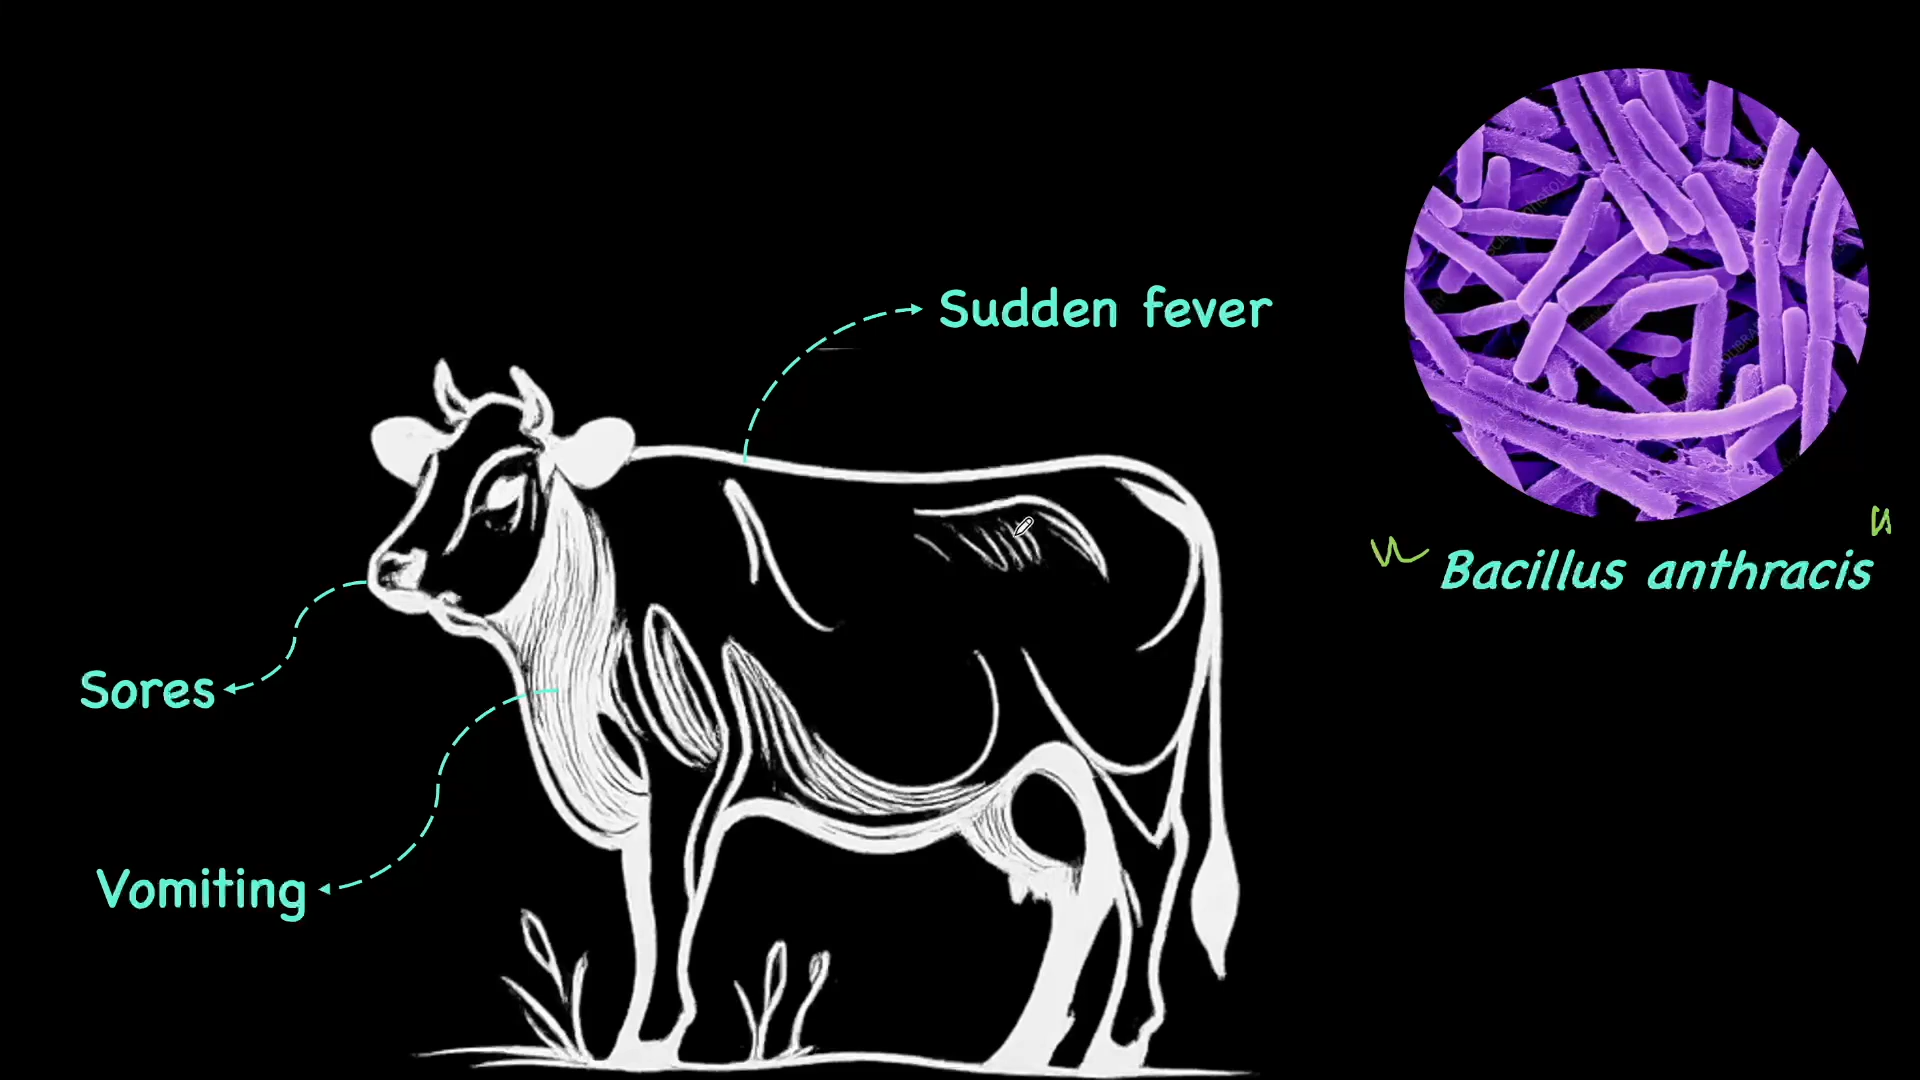 Sudden fever
Bacillus anthracis
Sores
Vomiting